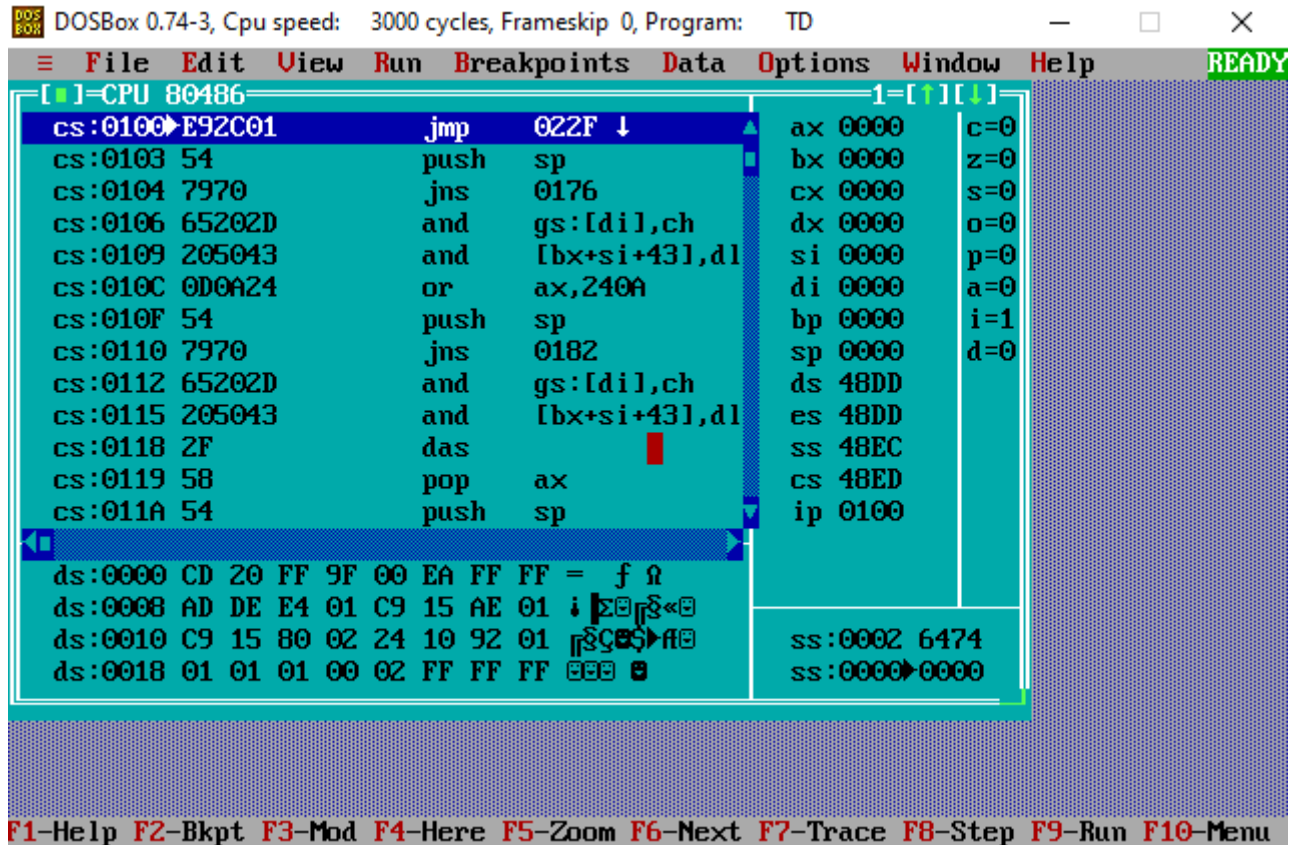 DOS BOX DOSBox 0.74-3, Cpu speed: 3000 cycles, Frameskip 0, Program: TD
≡ File Edit View Run Breakpoints Data Options Window Help READY
[■]=CPU 80486 1=[↑][↓]
cs:0100►E92C01 jmp 022F ↓ ax 0000 c=0
cs:0103 54 push sp bx 0000 z=0
cs:0104 7970 jns 0176 cx 0000 s=0
cs:0106 65202D and gs:[di],ch dx 0000 o=0
cs:0109 205043 and [bx+si+43],dl si 0000 p=0
cs:010C 0D0A24 or ax,240A di 0000 a=0
cs:010F 54 push sp bp 0000 i=1
cs:0110 7970 jns 0182 sp 0000 d=0
cs:0112 65202D and gs:[di],ch ds 48DD
cs:0115 205043 and [bx+si+43],dl es 48DD
cs:0118 2F das ss 48EC
cs:0119 58 pop ax cs 48ED
cs:011A 54 push sp ip 0100
ds:0000 CD 20 FF 9F 00 EA FF FF = ƒ Ω
ds:0008 AD DE E4 01 C9 15 AE 01 ¡▐Σ☺╔§«☺
ds:0010 C9 15 80 02 24 10 92 01 ╔§Ç☻$►Æ☺ ss:0002 6474
ds:0018 01 01 01 00 02 FF FF FF ☺☺☺ ☻ ss:0000►0000
F1-Help F2-Bkpt F3-Mod F4-Here F5-Zoom F6-Next F7-Trace F8-Step F9-Run F10-Menu